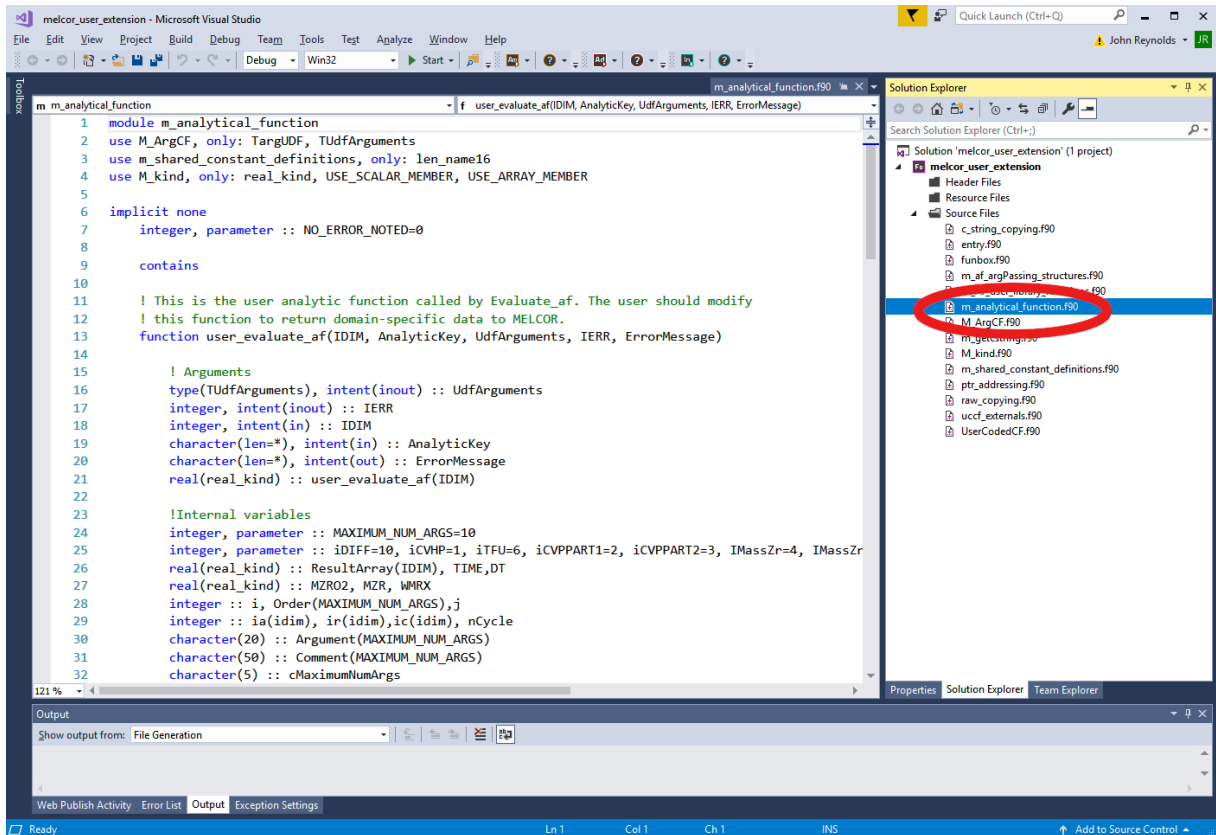 melcor_user_extension - Microsoft Visual Studio
Quick Launch (Ctrl+Q)
File Edit View Project Build Debug Team Tools Test Analyze Window Help
John Reynolds JR
Debug Win32 Start
Toolbox
m_analytical_function.f90
m m_analytical_function
f user_evaluate_af(IDIM, AnalyticKey, UdfArguments, IERR, ErrorMessage)
1 module m_analytical_function
2 use M_ArgCF, only: TargUDF, TUdfArguments
3 use m_shared_constant_definitions, only: len_name16
4 use M_kind, only: real_kind, USE_SCALAR_MEMBER, USE_ARRAY_MEMBER
5
6 implicit none
7 integer, parameter :: NO_ERROR_NOTED=0
8
9 contains
10
11 ! This is the user analytic function called by Evaluate_af. The user should modify
12 ! this function to return domain-specific data to MELCOR.
13 function user_evaluate_af(IDIM, AnalyticKey, UdfArguments, IERR, ErrorMessage)
14
15 ! Arguments
16 type(TUdfArguments), intent(inout) :: UdfArguments
17 integer, intent(inout) :: IERR
18 integer, intent(in) :: IDIM
19 character(len=*), intent(in) :: AnalyticKey
20 character(len=*), intent(out) :: ErrorMessage
21 real(real_kind) :: user_evaluate_af(IDIM)
22
23 !Internal variables
24 integer, parameter :: MAXIMUM_NUM_ARGS=10
25 integer, parameter :: iDIFF=10, iCVHP=1, iTFU=6, iCVPPART1=2, iCVPPART2=3, IMassZr=4, IMassZr
26 real(real_kind) :: ResultArray(IDIM), TIME,DT
27 real(real_kind) :: MZRO2, MZR, WMRX
28 integer :: i, Order(MAXIMUM_NUM_ARGS),j
29 integer :: ia(idim), ir(idim),ic(idim), nCycle
30 character(20) :: Argument(MAXIMUM_NUM_ARGS)
31 character(50) :: Comment(MAXIMUM_NUM_ARGS)
32 character(5) :: cMaximumNumArgs
121 %
Solution Explorer
Search Solution Explorer (Ctrl+;)
Solution 'melcor_user_extension' (1 project)
melcor_user_extension
Header Files
Resource Files
Source Files
c_string_copying.f90
entry.f90
funbox.f90
m_af_argPassing_structures.f90
.f90
m_analytical_function.f90
M_ArgCF.f90
m_getcstring.f90
M_kind.f90
m_shared_constant_definitions.f90
ptr_addressing.f90
raw_copying.f90
uccf_externals.f90
UserCodedCF.f90
Properties Solution Explorer Team Explorer
Output
Show output from: File Generation
Web Publish Activity Error List Output Exception Settings
Ready Ln 1 Col 1 Ch 1 INS Add to Source Control